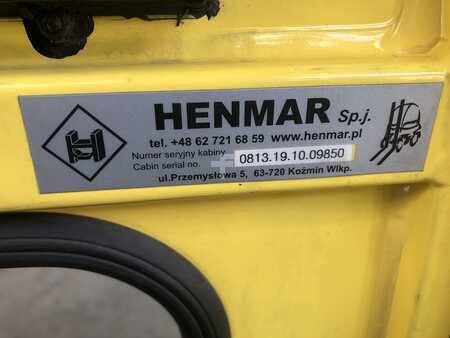 HENMAR Sp.j.
tel. +48 62 721 68 59 www.henmar.pl
Numer seryjny kabiny
Cabin serial no. 0813.19.10.09850
ul.Przemysłowa 5, 63-720 Koźmin Wlkp.